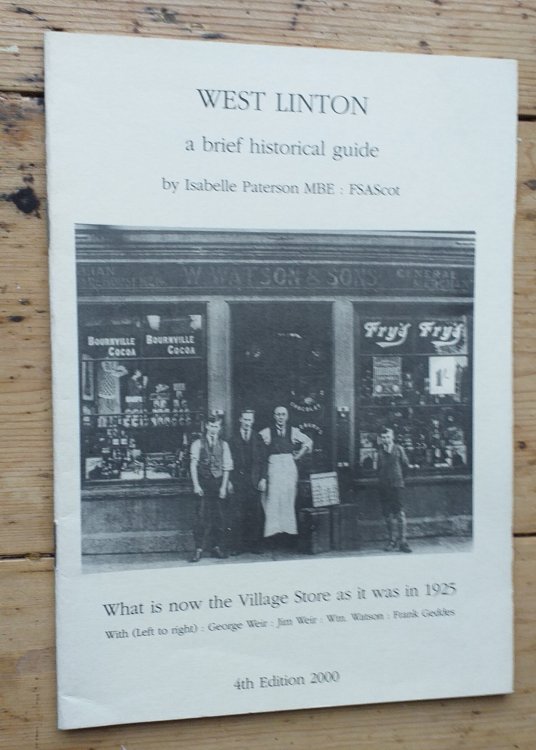 WEST LINTON
a brief historical guide
by Isabelle Paterson MBE : FSAScot
W. WATSON & SONS
GENERAL
BOURNVILLE COCOA
BOURNVILLE COCOA
Fry's Fry's
1/-
What is now the Village Store as it was in 1925
With (Left to right) : George Weir : Jim Weir : Wm. Watson : Frank Geddes
4th Edition 2000